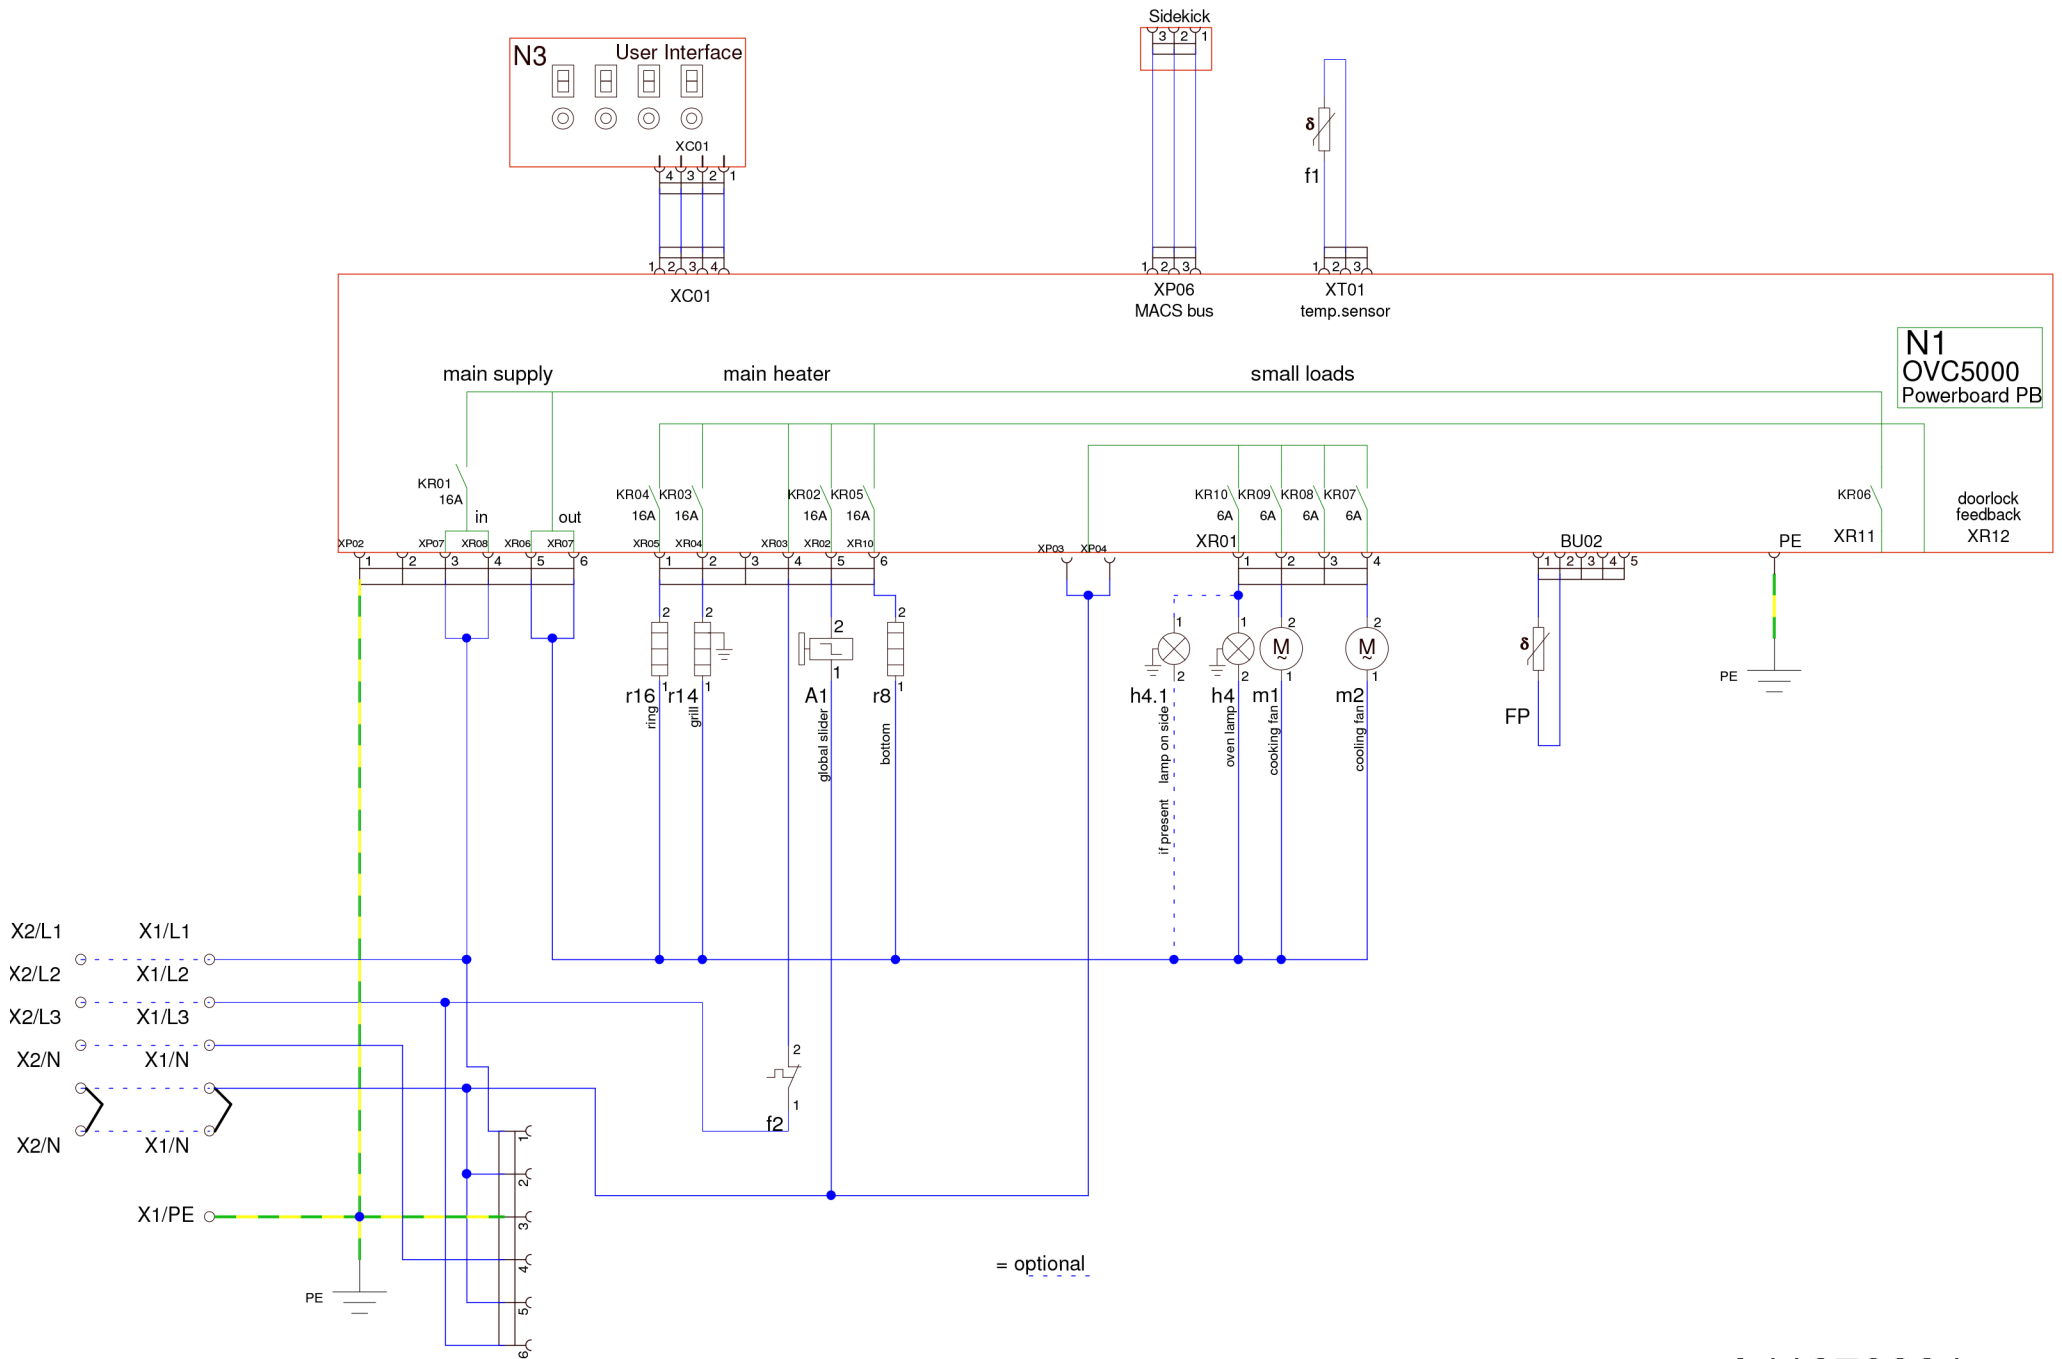 Sidekick
3 2 1
N3 User Interface
XC01
4 3 2 1
δ
f1
1 2 3 4
1 2 3
1 2 3
XC01
XP06
MACS bus
XT01
temp.sensor
N1
OVC5000
Powerboard PB
main supply
main heater
small loads
KR01
16A
KR04 KR03 KR02 KR05
16A 16A 16A 16A
KR10 KR09 KR08 KR07
6A 6A 6A 6A
KR06
doorlock
feedback
in out
XP02 XP07 XR08 XR06 XR07
XR05 XR04 XR03 XR02 XR10
XP03 XP04
XR01
BU02
PE
XR11
XR12
1 2 3 4 5 6
1 2 3 4 5 6
1 2 3 4
1 2 3 4 5
2 2 2 2
1 1 2 2
M
~
M
~
δ
1 1 1 1
2 2 1 1
r16 r14 A1 r8
h4.1 h4 m1 m2
ring
grill
global slider
bottom
if present lamp on side
oven lamp
cooking fan
cooling fan
FP
PE
X2/L1 X1/L1
X2/L2 X1/L2
X2/L3 X1/L3
X2/N X1/N
X2/N X1/N
X1/PE
2
1
f2
1
2
3
4
5
6
PE
= optional